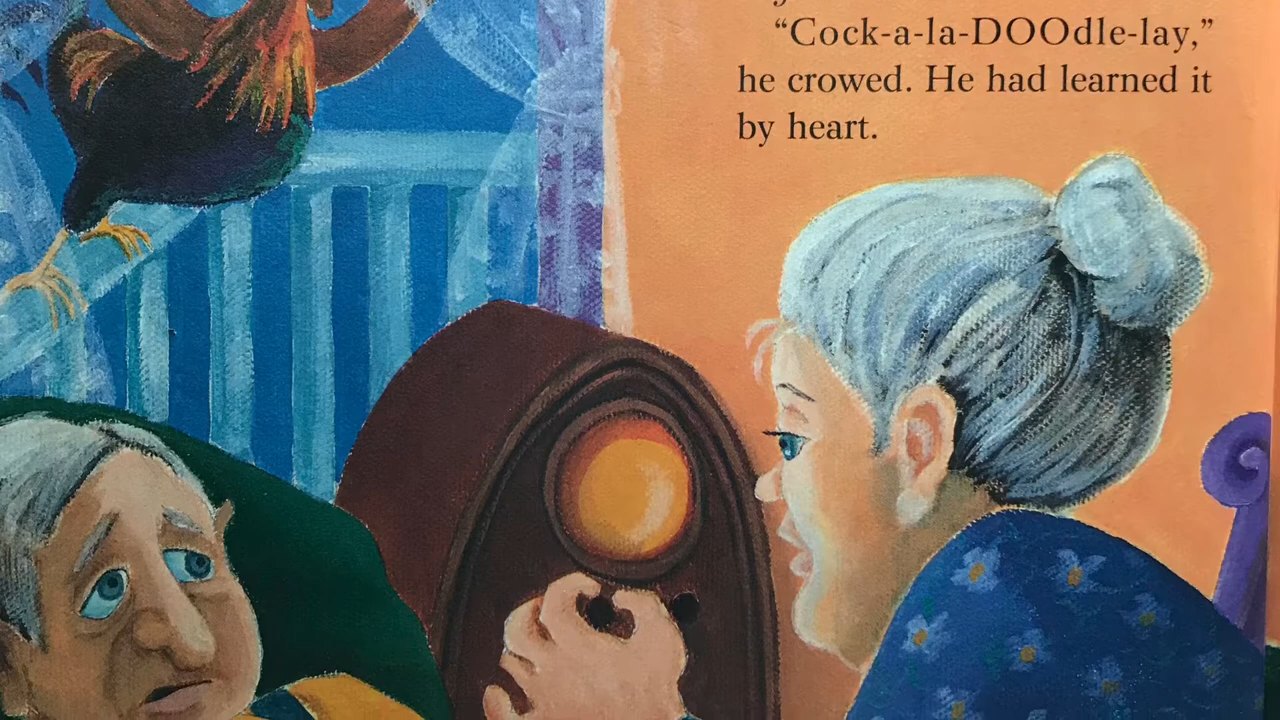 “Cock-a-la-DOOdle-lay,”
he crowed. He had learned it
by heart.